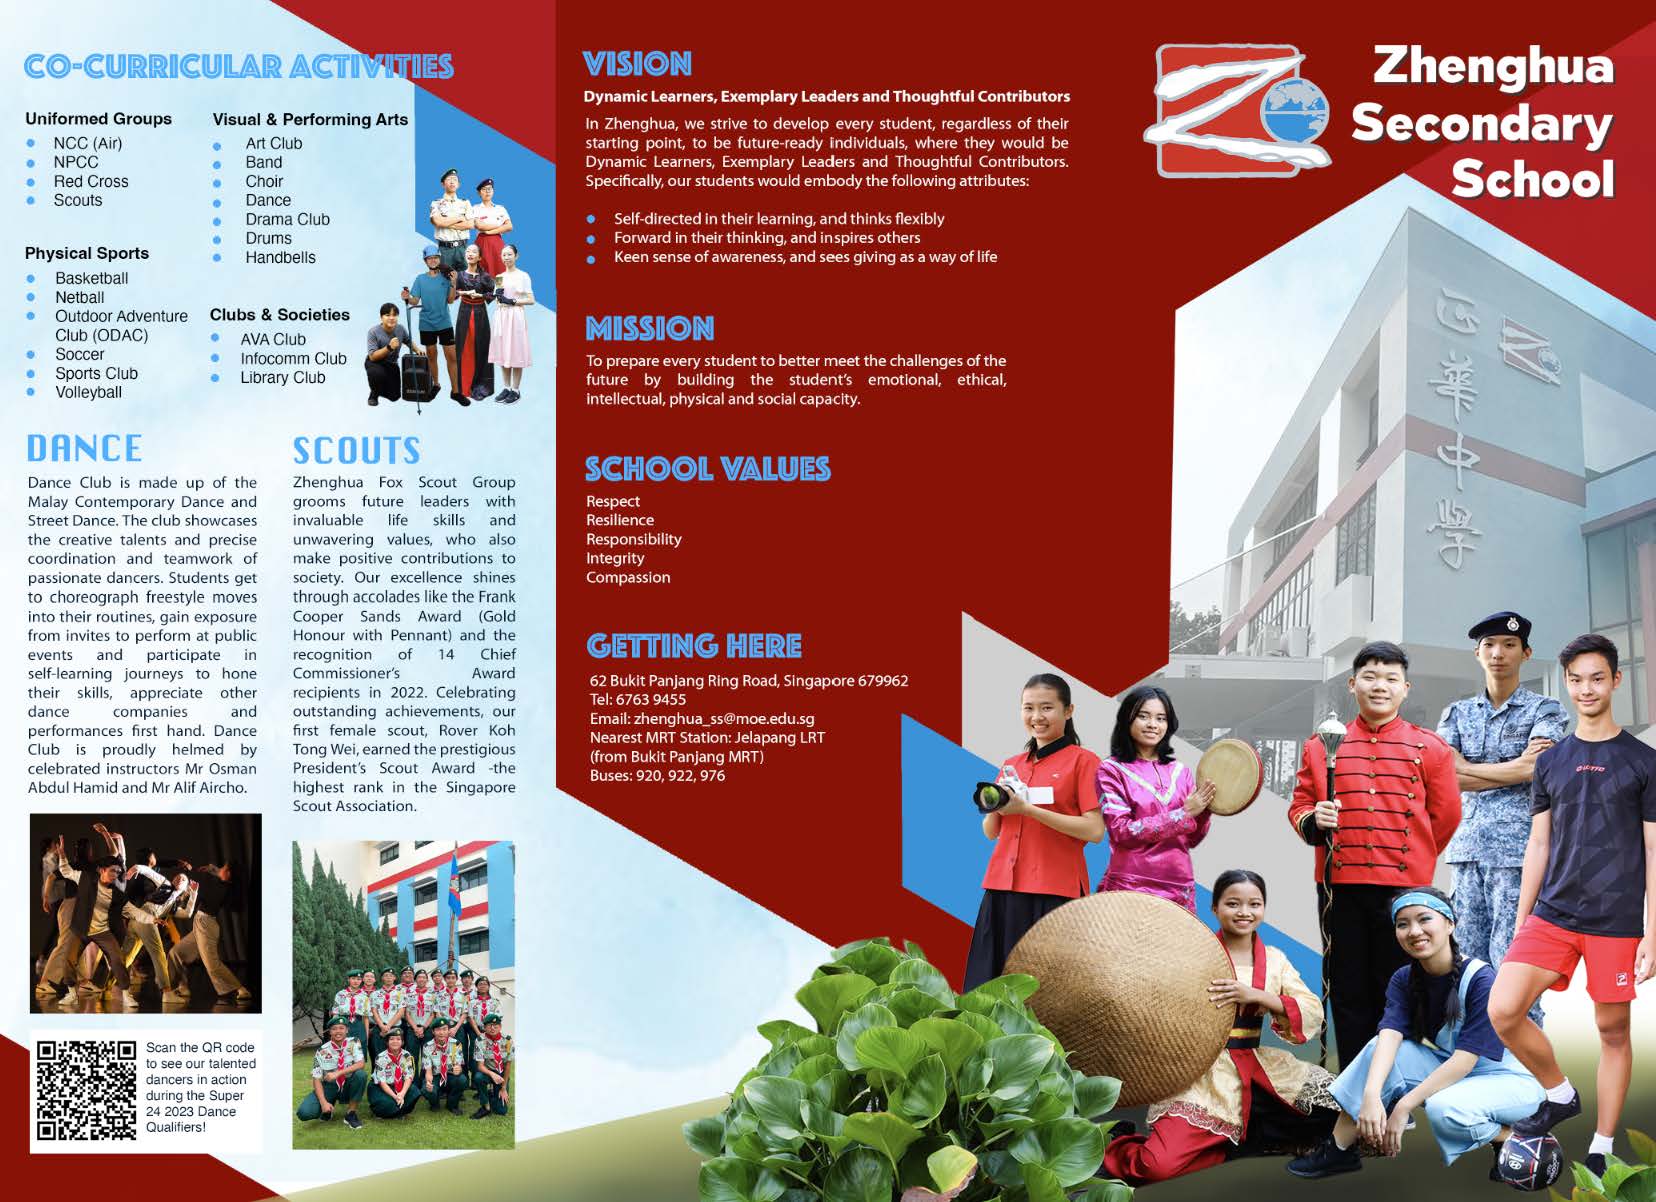 CO-CURRICULAR ACTIVITIES
Uniformed Groups
NCC (Air)
NPCC
Red Cross
Scouts
Physical Sports
Basketball
Netball
Outdoor Adventure
Club (ODAC)
Soccer
Sports Club
Volleyball
Visual & Performing Arts
Art Club
Band
Choir
Dance
Drama Club
Drums
Handbells
Clubs & Societies
AVA Club
Infocomm Club
Library Club
DANCE
Dance Club is made up of the
Malay Contemporary Dance and
Street Dance. The club showcases
the creative talents and precise
coordination and teamwork of
passionate dancers. Students get
to choreograph freestyle moves
into their routines, gain exposure
from invites to perform at public
events and participate in
self-learning journeys to hone
their skills, appreciate other
dance companies and
performances first hand. Dance
Club is proudly helmed by
celebrated instructors Mr Osman
Abdul Hamid and Mr Alif Aircho.
Scan the QR code
to see our talented
dancers in action
during the Super
24 2023 Dance
Qualifiers!
SCOUTS
Zhenghua Fox Scout Group
grooms future leaders with
invaluable life skills and
unwavering values, who also
make positive contributions to
society. Our excellence shines
through accolades like the Frank
Cooper Sands Award (Gold
Honour with Pennant) and the
recognition of 14 Chief
Commissioner's Award
recipients in 2022. Celebrating
outstanding achievements, our
first female scout, Rover Koh
Tong Wei, earned the prestigious
President's Scout Award -the
highest rank in the Singapore
Scout Association.
VISION
Dynamic Learners, Exemplary Leaders and Thoughtful Contributors
In Zhenghua, we strive to develop every student, regardless of their
starting point, to be future-ready individuals, where they would be
Dynamic Learners, Exemplary Leaders and Thoughtful Contributors.
Specifically, our students would embody the following attributes:
Self-directed in their learning, and thinks flexibly
Forward in their thinking, and inspires others
Keen sense of awareness, and sees giving as a way of life
MISSION
To prepare every student to better meet the challenges of the
future by building the student's emotional, ethical,
intellectual, physical and social capacity.
SCHOOL VALUES
Respect
Resilience
Responsibility
Integrity
Compassion
GETTING HERE
62 Bukit Panjang Ring Road, Singapore 679962
Tel: 6763 9455
Email: zhenghua_ss@moe.edu.sg
Nearest MRT Station: Jelapang LRT
(from Bukit Panjang MRT)
Buses: 920, 922, 976
Zhenghua
Secondary
School
正華中學
LOTTO